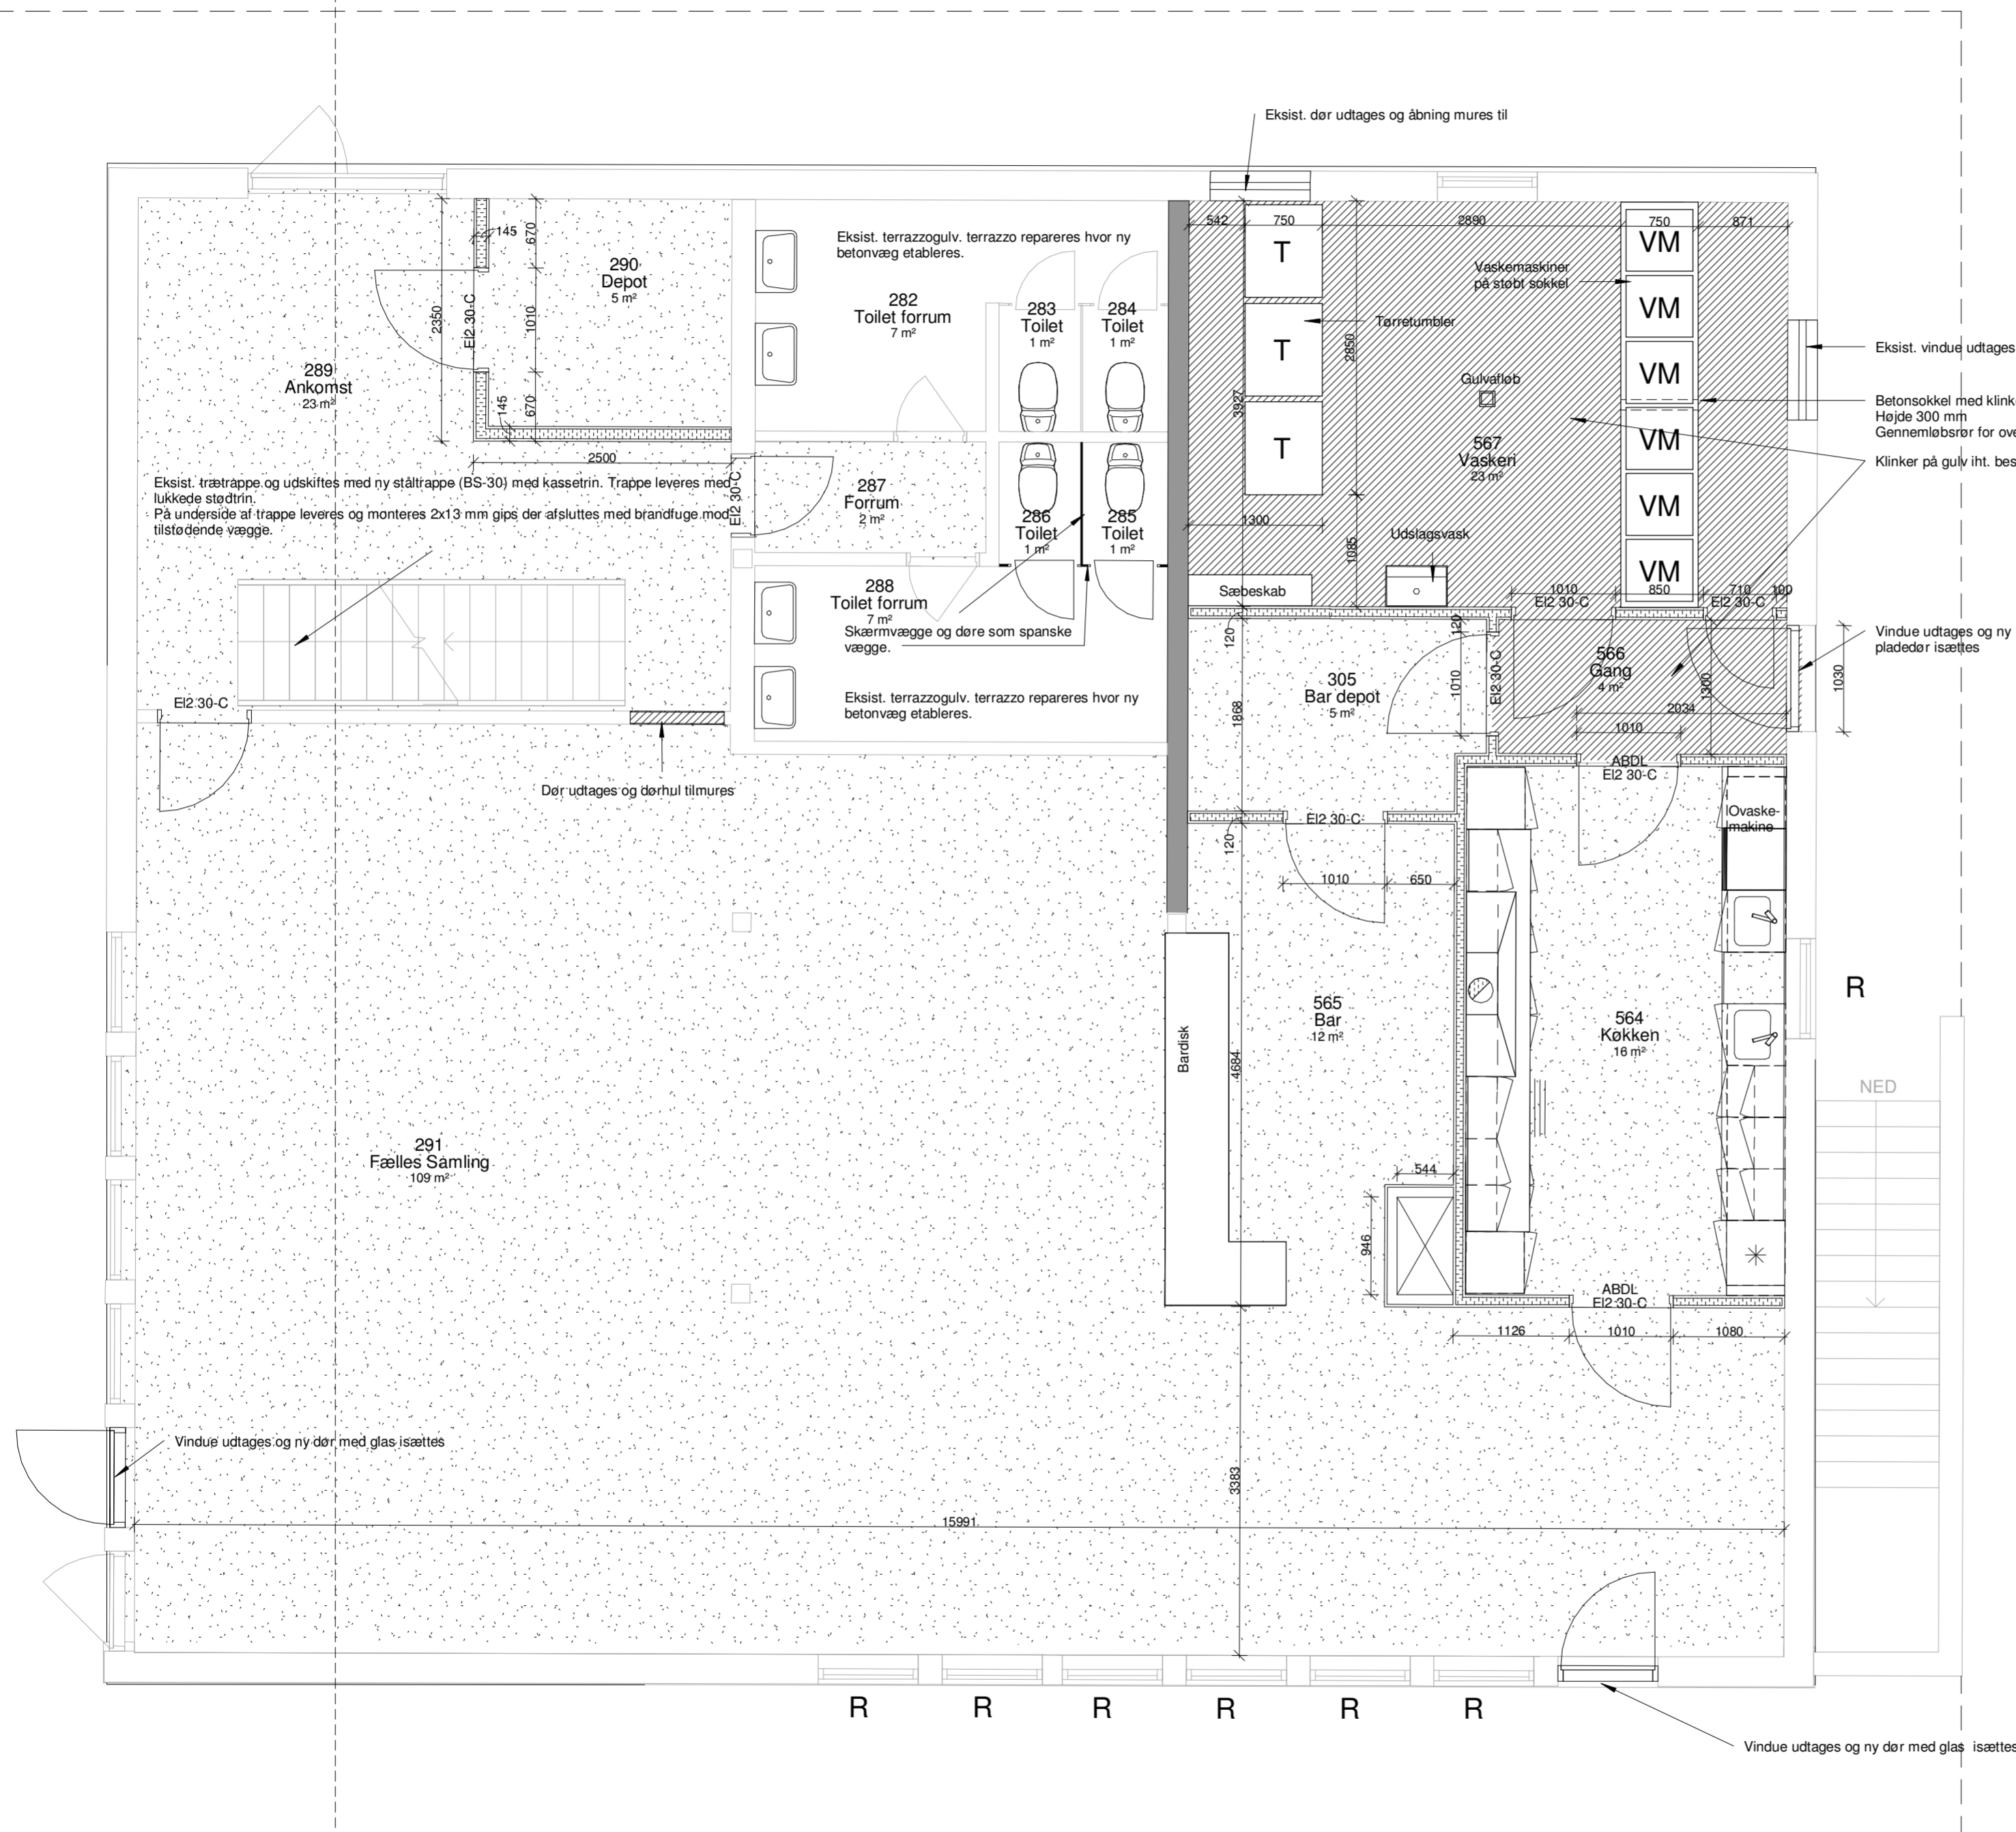 Eksist. dør udtages og åbning mures til
542
750
2890
750
871
145
670
290
Depot
5 m²
Eksist. terrazzogulv. terrazzo repareres hvor ny
betonvæg etableres.
T
VM
Vaskemaskiner
på støbt sokkel
282
Toilet forrum
7 m²
283
Toilet
1 m²
284
Toilet
1 m²
VM
2350
EI2 30-C
1010
Tørretumbler
T
2850
Eksist. vindue udtages
289
Ankomst
23 m²
VM
Gulvafløb
3927
145
670
Betonsokkel med klink
Højde 300 mm
Gennemløbsrør for ove
VM
T
567
Vaskeri
23 m²
Klinker på gulv iht. bes
2500
Eksist. trætrappe og udskiftes med ny ståltrappe (BS-30) med kassetrin. Trappe leveres med
lukkede stødtrin.
På underside af trappe leveres og monteres 2x13 mm gips der afsluttes med brandfuge mod
tilstødende vægge.
EI2 30-C
287
Forrum
2 m²
286
Toilet
1 m²
285
Toilet
1 m²
VM
1300
1085
Udslagsvask
VM
288
Toilet forrum
7 m²
Sæbeskab
1010
850
710
100
EI2 30-C
EI2 30-C
Skærmvægge og døre som spanske
vægge.
120
120
Vindue udtages og ny
pladedør isættes
566
Gang
4 m²
305
Bar depot
5 m²
1010
EI2 30-C
1300
1030
Eksist. terrazzogulv. terrazzo repareres hvor ny
betonvæg etableres.
EI2 30-C
1868
2034
1010
ABDL
EI2 30-C
Dør udtages og dørhul tilmures
EI2 30-C
Ovaske-
makine
120
1010
650
R
565
Bar
12 m²
564
Køkken
16 m²
Bardisk
4684
NED
291
Fælles Samling
109 m²
544
946
ABDL
EI2 30-C
1126
1010
1080
Vindue udtages og ny dør med glas isættes
3383
15991
R
R
R
R
R
R
Vindue udtages og ny dør med glas isættes